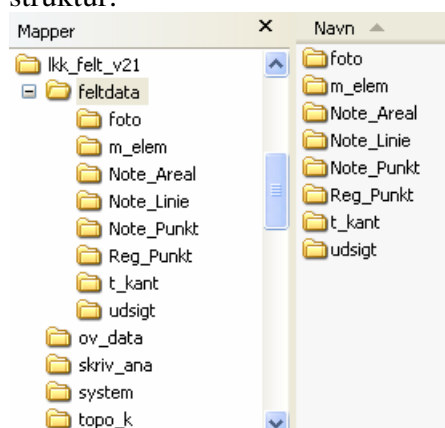 struktur:
Mapper
lkk_felt_v21
feltdata
foto
m_elem
Note_Areal
Note_Linie
Note_Punkt
Reg_Punkt
t_kant
udsigt
ov_data
skriv_ana
system
topo_k
Navn
foto
m_elem
Note_Areal
Note_Linie
Note_Punkt
Reg_Punkt
t_kant
udsigt